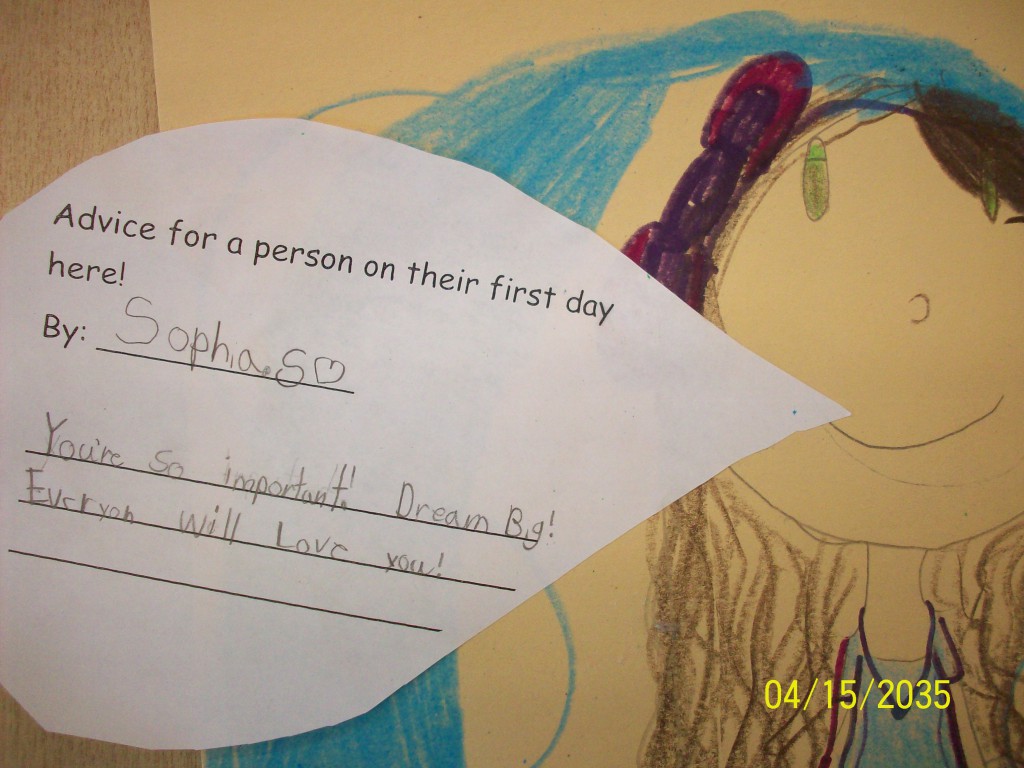 Advice for a person on their first day
here!
By: Sophia.S♡
You're so important! Dream Big!
Everyon will Love you!
04/15/2035